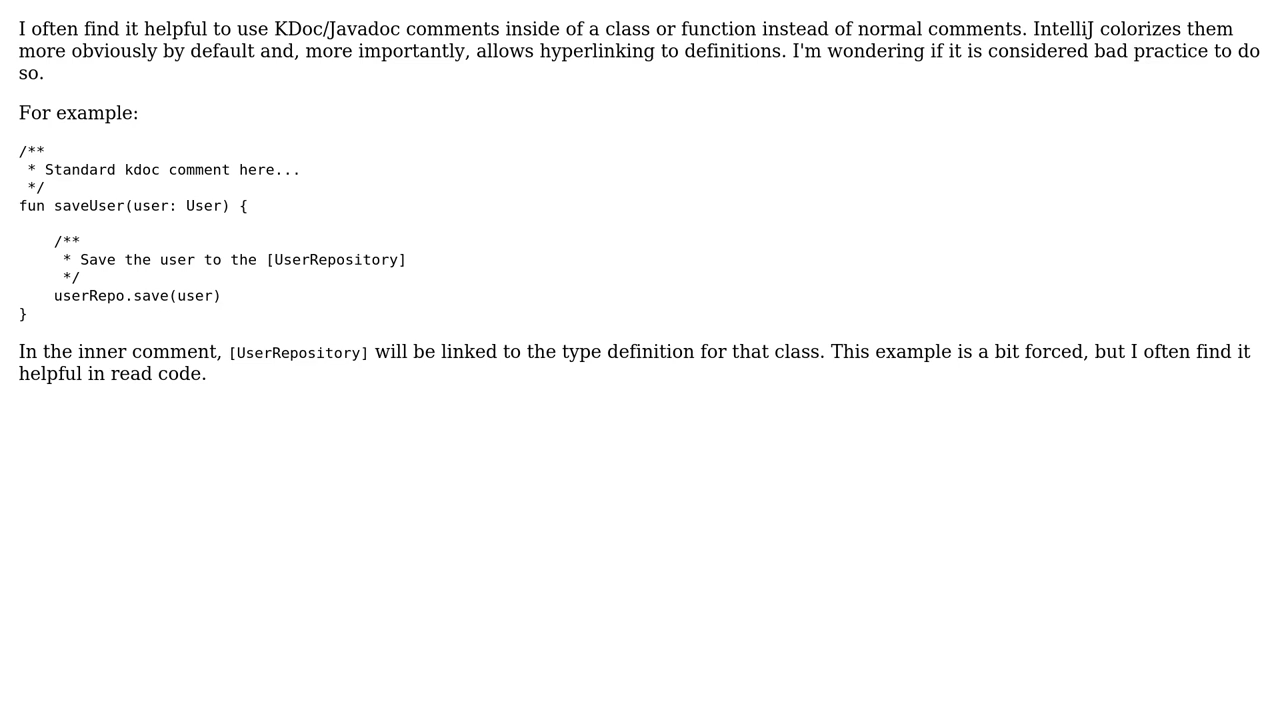 I often find it helpful to use KDoc/Javadoc comments inside of a class or function instead of normal comments. IntelliJ colorizes them
more obviously by default and, more importantly, allows hyperlinking to definitions. I'm wondering if it is considered bad practice to do
so.
For example:
/**
 * Standard kdoc comment here...
 */
fun saveUser(user: User) {
    /**
     * Save the user to the [UserRepository]
     */
    userRepo.save(user)
}
In the inner comment, [UserRepository] will be linked to the type definition for that class. This example is a bit forced, but I often find it
helpful in read code.